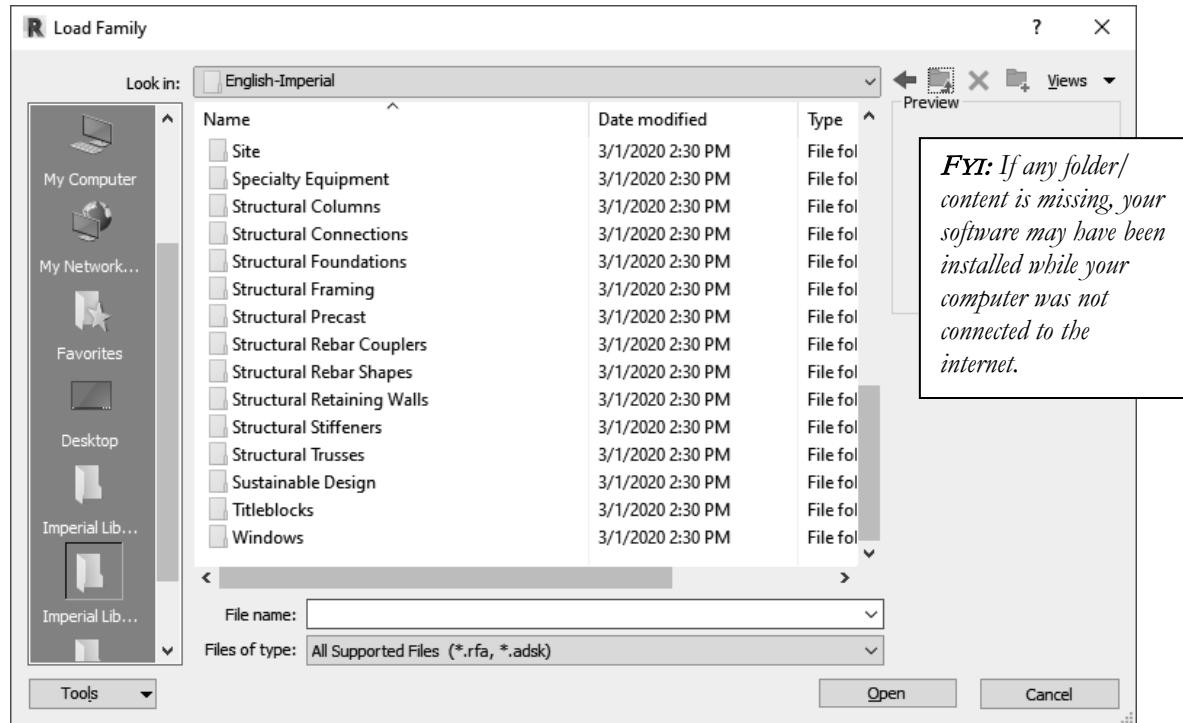 R Load Family ? X
Look in: English-Imperial Views
Preview
Name Date modified Type
Site 3/1/2020 2:30 PM File fol
Specialty Equipment 3/1/2020 2:30 PM File fol
Structural Columns 3/1/2020 2:30 PM File fol
Structural Connections 3/1/2020 2:30 PM File fol
Structural Foundations 3/1/2020 2:30 PM File fol
Structural Framing 3/1/2020 2:30 PM File fol
Structural Precast 3/1/2020 2:30 PM File fol
Structural Rebar Couplers 3/1/2020 2:30 PM File fol
Structural Rebar Shapes 3/1/2020 2:30 PM File fol
Structural Retaining Walls 3/1/2020 2:30 PM File fol
Structural Stiffeners 3/1/2020 2:30 PM File fol
Structural Trusses 3/1/2020 2:30 PM File fol
Sustainable Design 3/1/2020 2:30 PM File fol
Titleblocks 3/1/2020 2:30 PM File fol
Windows 3/1/2020 2:30 PM File fol
My Computer
My Network...
Favorites
Desktop
Imperial Lib...
Imperial Lib...
FYI: If any folder/
content is missing, your
software may have been
installed while your
computer was not
connected to the
internet.
File name:
Files of type: All Supported Files (*.rfa, *.adsk)
Tools Open Cancel